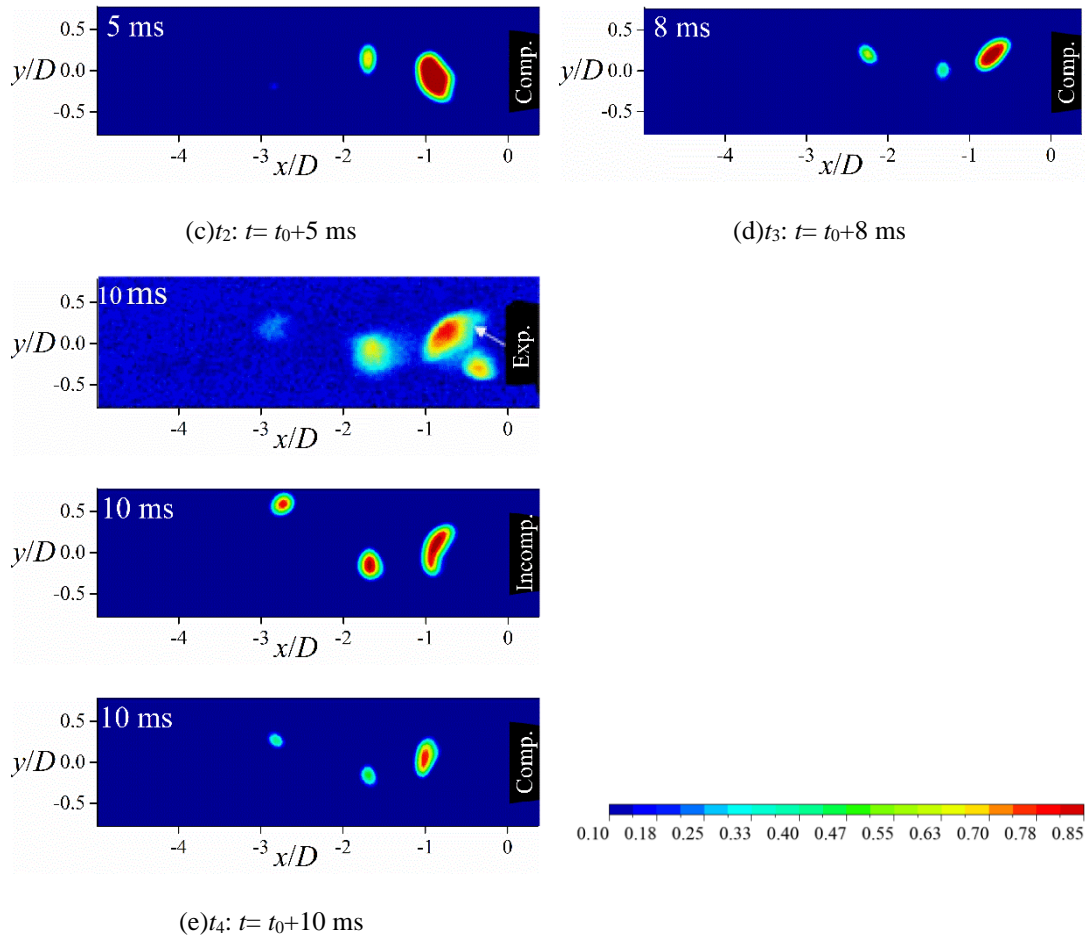 5 ms
y/D
0.5
0.0
-0.5
-4
-3
-2
-1
0
x/D
Comp.
8 ms
y/D
0.5
0.0
-0.5
-4
-3
-2
-1
0
x/D
Comp.
(c)t2: t= t0+5 ms
(d)t3: t= t0+8 ms
10 ms
y/D
0.5
0.0
-0.5
-4
-3
-2
-1
0
x/D
Exp.
10 ms
y/D
0.5
0.0
-0.5
-4
-3
-2
-1
0
x/D
Incomp.
10 ms
y/D
0.5
0.0
-0.5
-4
-3
-2
-1
0
x/D
Comp.
0.10 0.18 0.25 0.33 0.40 0.47 0.55 0.63 0.70 0.78 0.85
(e)t4: t= t0+10 ms